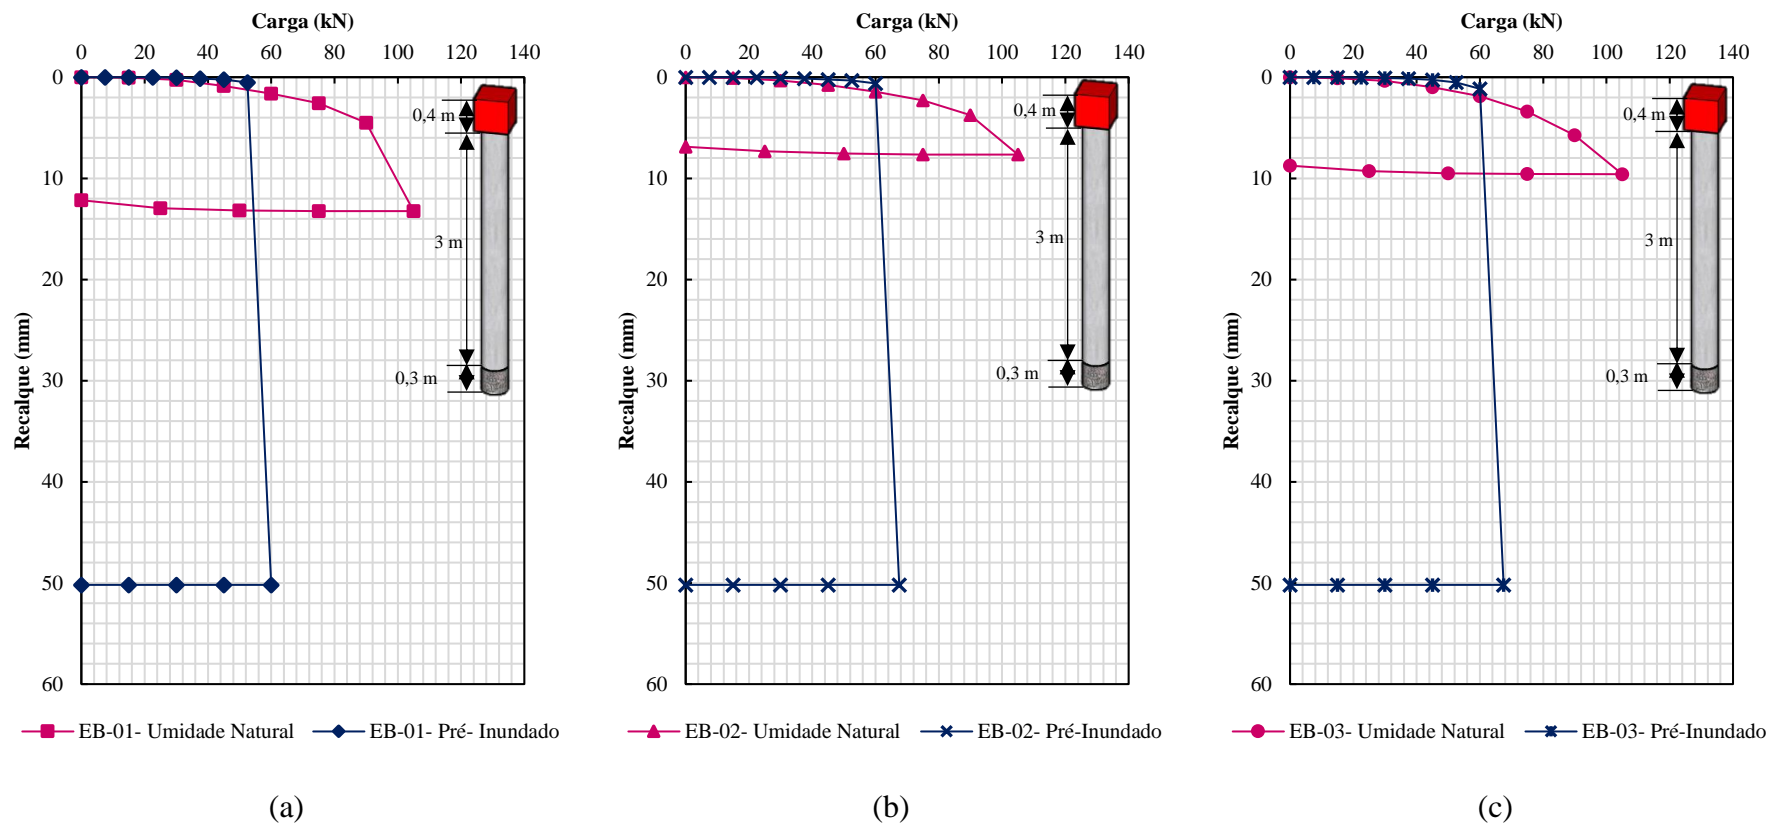 Carga (kN)
0 20 40 60 80 100 120 140
0
10
20
30
40
50
60
Recalque (mm)
0,4 m
3 m
0,3 m
EB-01- Umidade Natural EB-01- Pré- Inundado
(a)
Carga (kN)
0 20 40 60 80 100 120 140
0
10
20
30
40
50
60
Recalque (mm)
0,4 m
3 m
0,3 m
EB-02- Umidade Natural EB-02- Pré-Inundado
(b)
Carga (kN)
0 20 40 60 80 100 120 140
0
10
20
30
40
50
60
Recalque (mm)
0,4 m
3 m
0,3 m
EB-03- Umidade Natural EB-03- Pré-Inundado
(c)